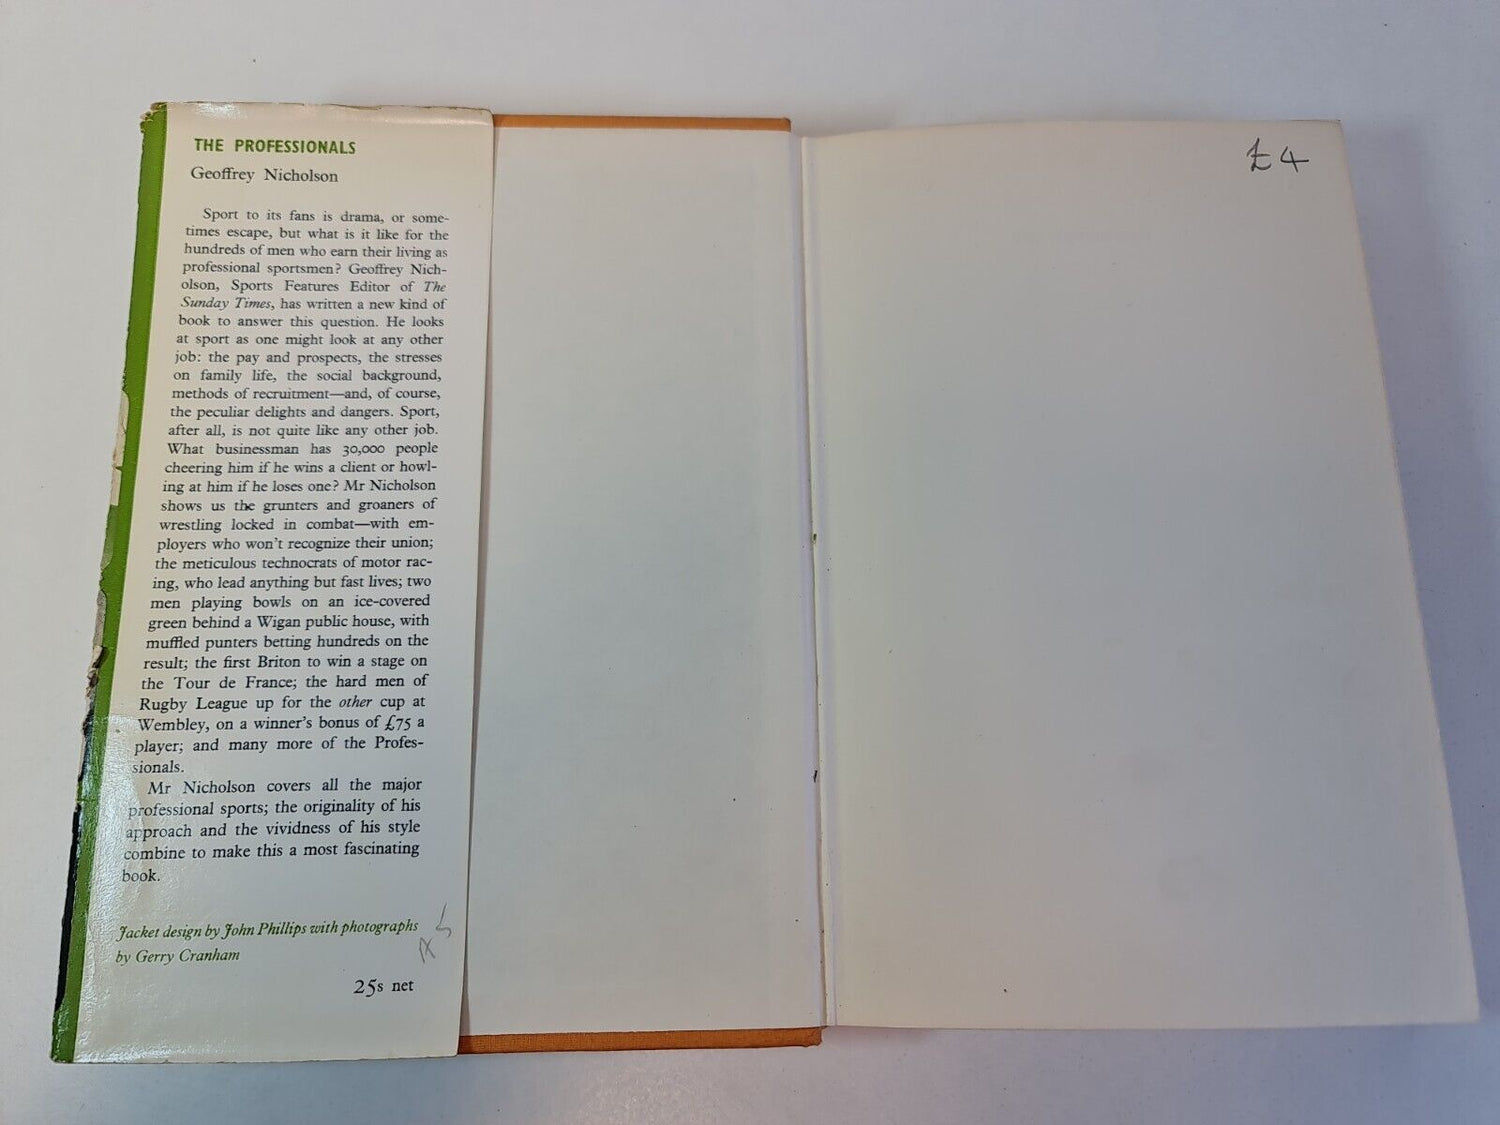 THE PROFESSIONALS
Geoffrey Nicholson
Sport to its fans is drama, or some-
times escape, but what is it like for the
hundreds of men who earn their living as
professional sportsmen? Geoffrey Nich-
olson, Sports Features Editor of The
Sunday Times, has written a new kind of
book to answer this question. He looks
at sport as one might look at any other
job: the pay and prospects, the stresses
on family life, the social background,
methods of recruitment—and, of course,
the peculiar delights and dangers. Sport,
after all, is not quite like any other job.
What businessman has 30,000 people
cheering him if he wins a client or howl-
ing at him if he loses one? Mr Nicholson
shows us the grunters and groaners of
wrestling locked in combat—with em-
ployers who won't recognize their union;
the meticulous technocrats of motor rac-
ing, who lead anything but fast lives; two
men playing bowls on an ice-covered
green behind a Wigan public house, with
muffled punters betting hundreds on the
result; the first Briton to win a stage on
the Tour de France; the hard men of
Rugby League up for the other cup at
Wembley, on a winner's bonus of £75 a
player; and many more of the Profes-
sionals.
Mr Nicholson covers all the major
professional sports; the originality of his
approach and the vividness of his style
combine to make this a most fascinating
book.
Jacket design by John Phillips with photographs
by Gerry Cranham
25s net
£4